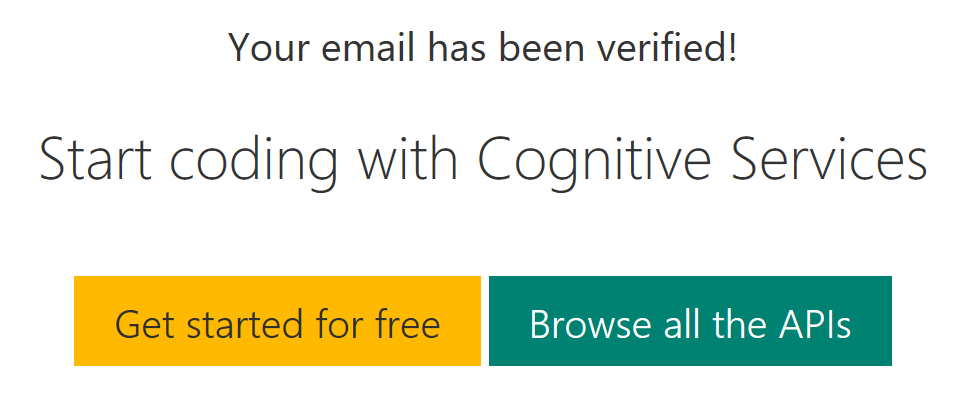 Your email has been verified!
Start coding with Cognitive Services
Get started for free
Browse all the APIs